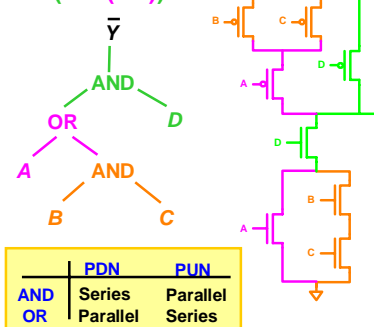 Y̅
AND
OR
D
A
AND
B
C
B
C
A
D
D
B
A
C
PDN PUN
AND Series Parallel
OR Parallel Series